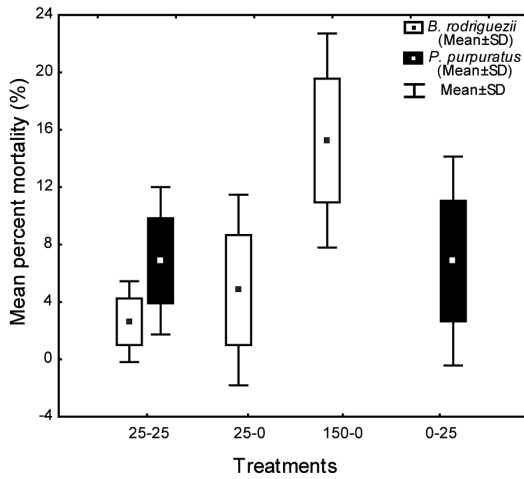 24
20
16
12
8
4
0
-4
Mean percent mortality (%)
B. rodriguezii
(Mean±SD)
P. purpuratus
(Mean±SD)
Mean±SD
25-25
25-0
150-0
0-25
Treatments